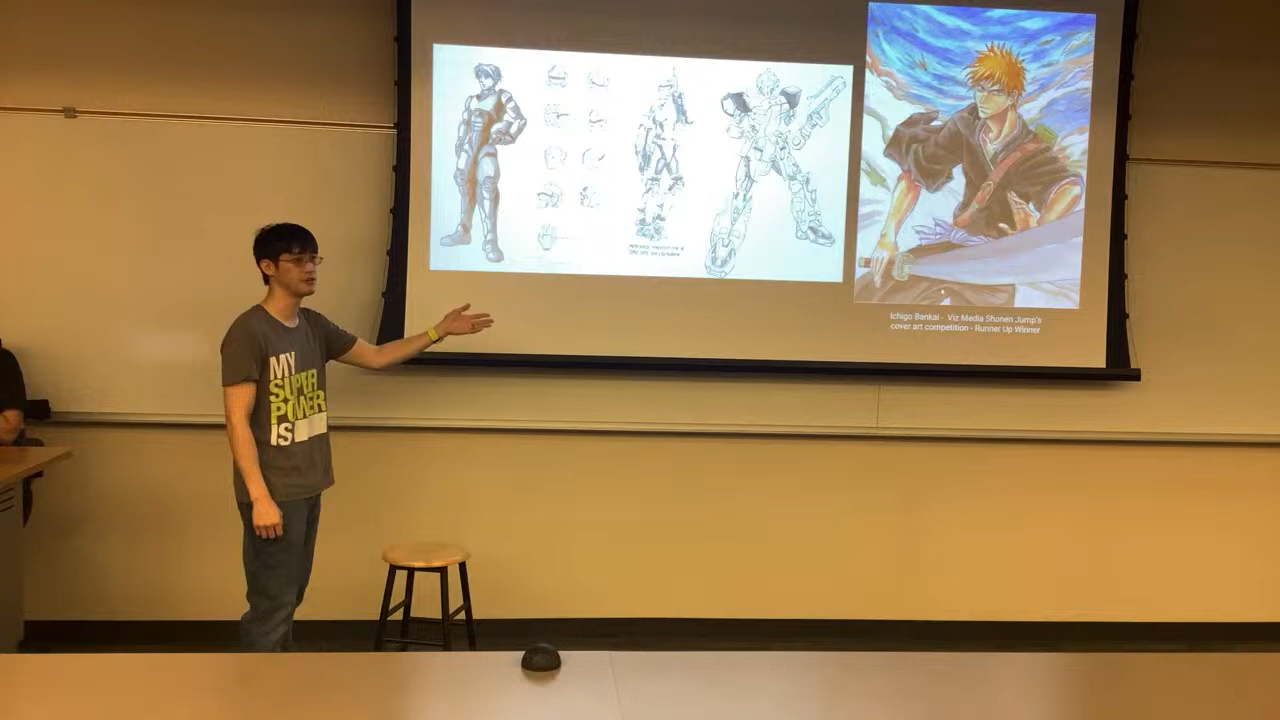 Ichigo Bankai - Viz Media Shonen Jump's
cover art competition - Runner Up Winner
MY
SUPER
POWER
IS